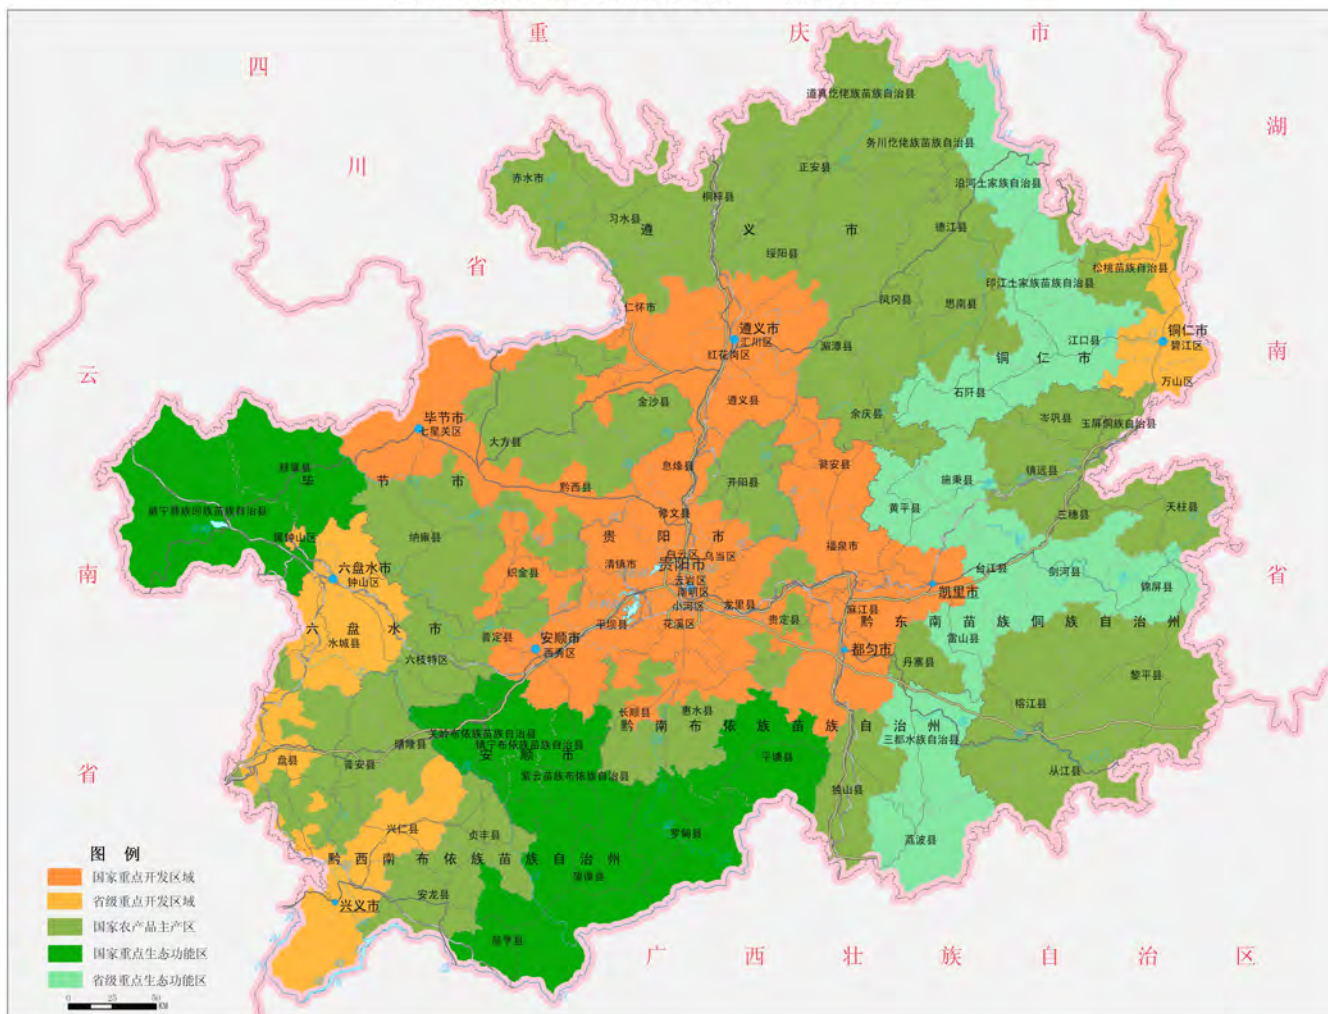 重 庆 市
四
川
省
湖
南
省
云
南
省
广 西 壮 族 自 治 区
道真仡佬族苗族自治县
务川仡佬族苗族自治县
正安县
沿河土家族自治县
赤水市
桐梓县
习水县
遵 义 市
德江县
绥阳县
松桃苗族自治县
印江土家族苗族自治县
仁怀市
凤冈县
思南县
遵义市
汇川区
红花岗区
湄潭县
江口县
铜仁市
碧江区
铜 仁 市
万山区
石阡县
遵义县
金沙县
余庆县
岑巩县
玉屏侗族自治县
毕节市
七星关区
大方县
息烽县
瓮安县
镇远县
赫章县
毕 节 市
黔西县
开阳县
施秉县
黄平县
天柱县
三穗县
威宁彝族回族苗族自治县
修文县
纳雍县
贵 阳 市
福泉市
属钟山区
白云区
乌当区
六盘水市
钟山区
织金县
清镇市
贵阳市
云岩区
南明区
小河区
台江县
剑河县
锦屏县
凯里市
龙里县
贵定县
麻江县
平坝县
花溪区
六 盘 水 市
水城县
普定县
安顺市
西秀区
黔 东 南 苗 族 侗 族 自 治 州
雷山县
都匀市
六枝特区
丹寨县
黎平县
榕江县
长顺县
惠水县
黔 南 布 依 族 苗 族 自 治 州
关岭布依族苗族自治县
镇宁布依族苗族自治县
三都水族自治县
晴隆县
安 顺 市
平塘县
盘县
普安县
紫云苗族布依族自治县
从江县
独山县
兴仁县
贞丰县
罗甸县
荔波县
黔 西 南 布 依 族 苗 族 自 治 州
望谟县
安龙县
兴义市
册亨县
图 例
国家重点开发区域
省级重点开发区域
国家农产品主产区
国家重点生态功能区
省级重点生态功能区
0 25 50
KM